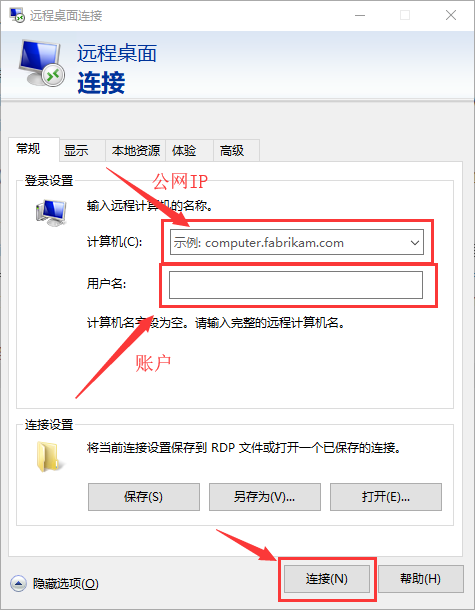 远程桌面连接
远程桌面
连接
常规 显示 本地资源 体验 高级
登录设置
公网IP
输入远程计算机的名称。
计算机(C): 示例: computer.fabrikam.com
用户名:
计算机名字段为空。请输入完整的远程计算机名。
账户
连接设置
将当前连接设置保存到 RDP 文件或打开一个已保存的连接。
保存(S) 另存为(V)... 打开(E)...
隐藏选项(O) 连接(N) 帮助(H)